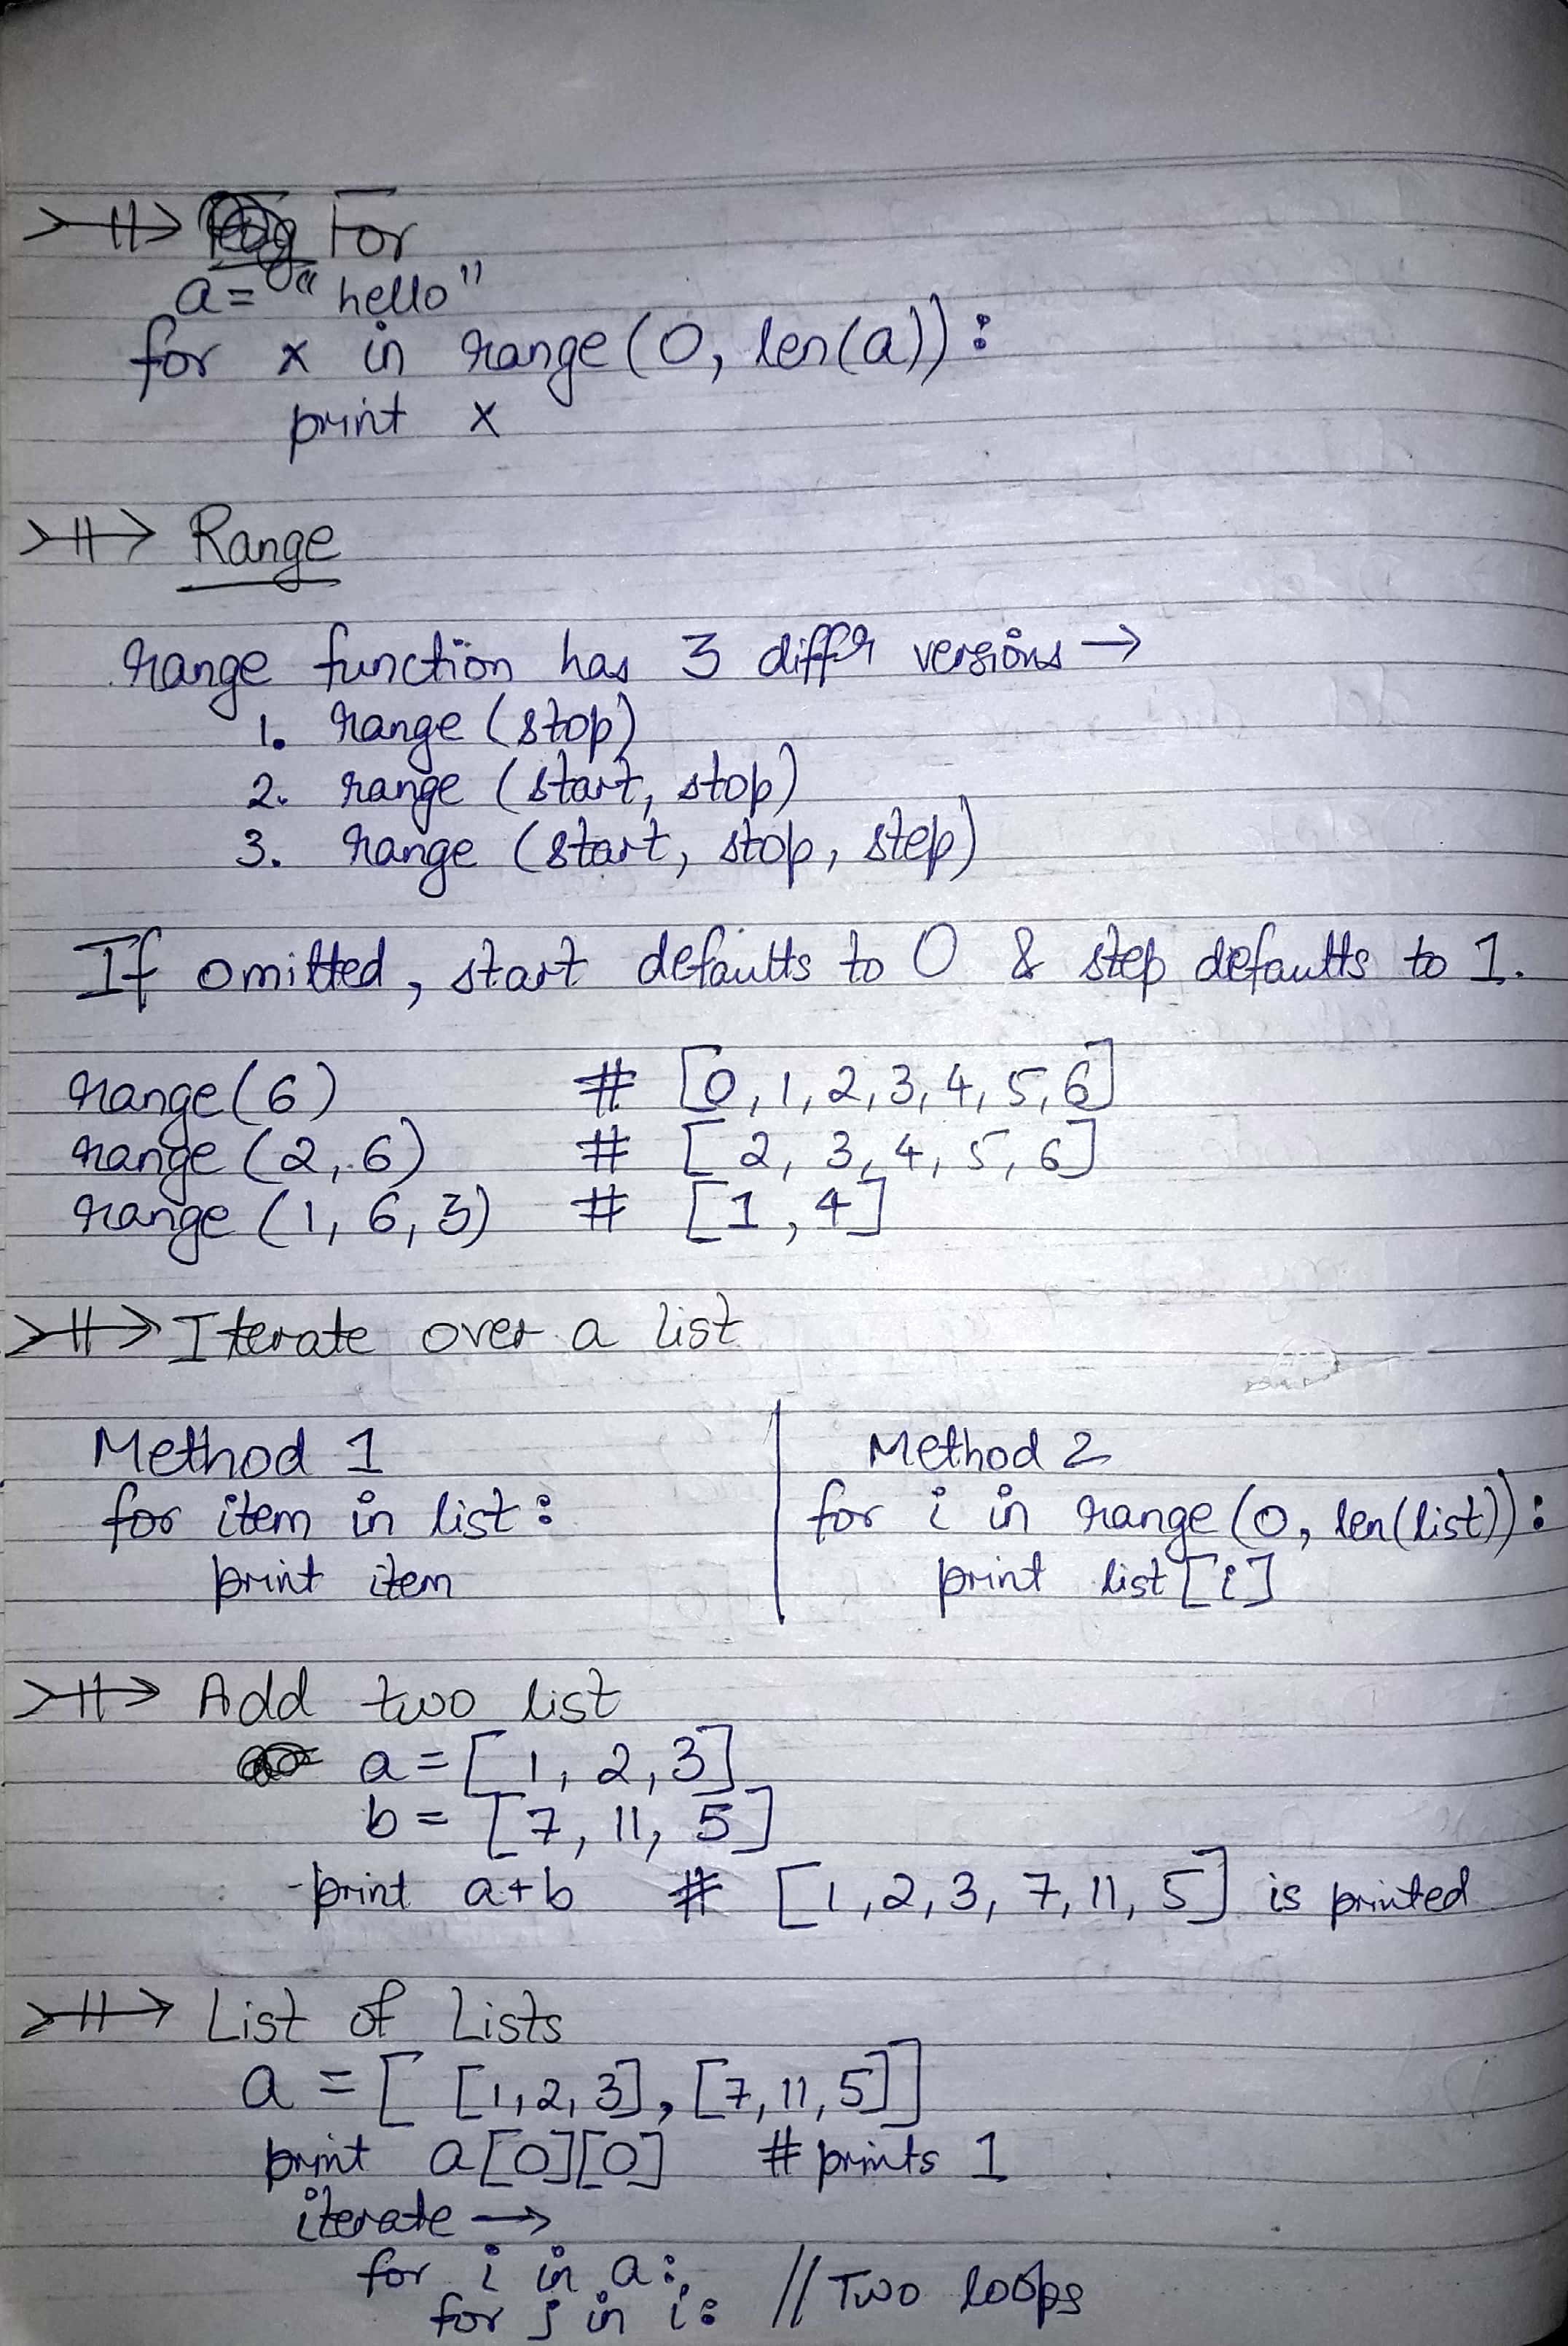 For
a = "hello"
for x in range (0, len(a)):
print x
Range
range function has 3 diffr versions →
1. range (stop)
2. range (start, stop)
3. range (start, stop, step)
If omitted, start defaults to 0 & step defaults to 1.
range (6) # [0, 1, 2, 3, 4, 5, 6]
range (2, 6) # [2, 3, 4, 5, 6]
range (1, 6, 3) # [1, 4]
Iterate over a list
Method 1
for item in list:
print item
Method 2
for i in range (0, len(list)):
print list [i]
Add two list
a = [1, 2, 3]
b = [7, 11, 5]
print a+b # [1, 2, 3, 7, 11, 5] is printed
List of Lists
a = [ [1, 2, 3], [7, 11, 5]]
print a[0][0] # prints 1
iterate →
for i in a:
for j in i: // Two loops